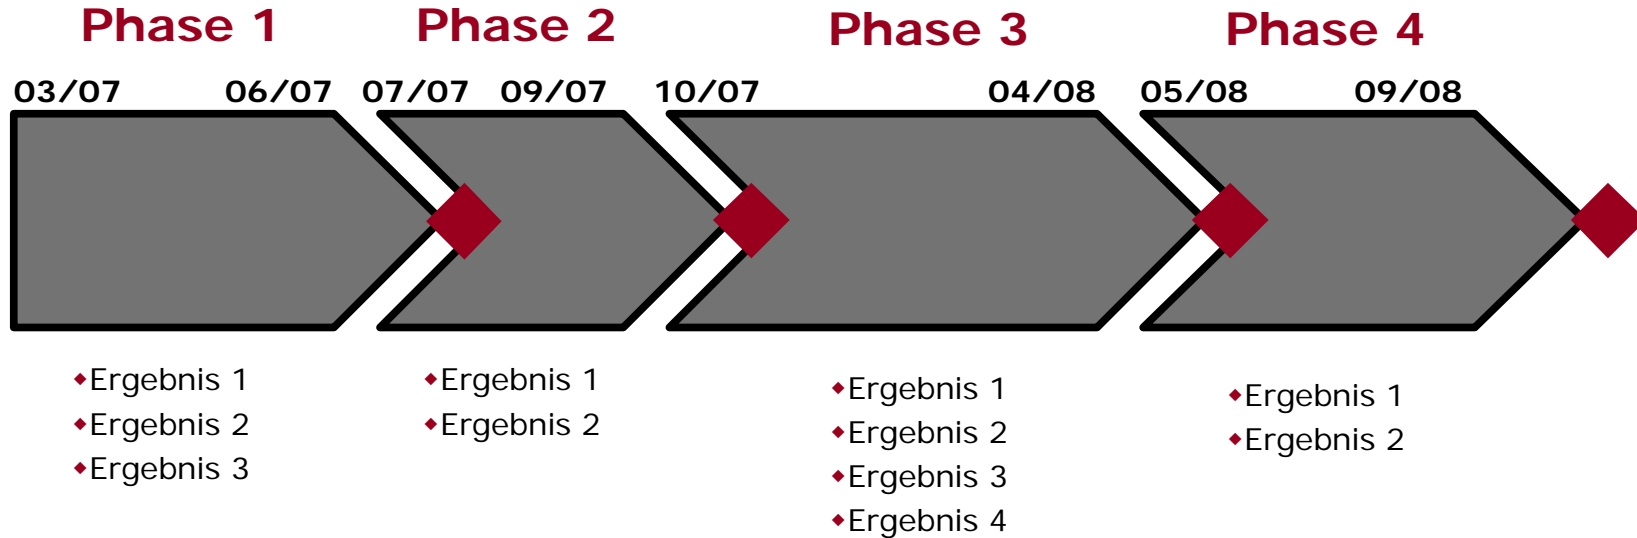 Phase 1
Phase 2
Phase 3
Phase 4
03/07
06/07
07/07
09/07
10/07
04/08
05/08
09/08
Ergebnis 1
Ergebnis 2
Ergebnis 3
Ergebnis 1
Ergebnis 2
Ergebnis 1
Ergebnis 2
Ergebnis 3
Ergebnis 4
Ergebnis 1
Ergebnis 2